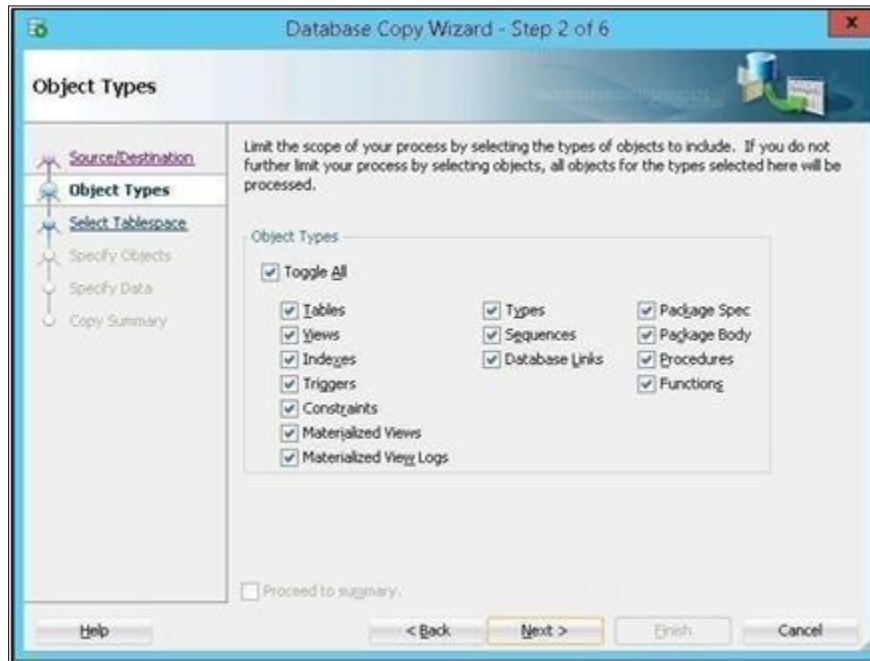 Database Copy Wizard - Step 2 of 6
Object Types
Source/Destination
Object Types
Select Tablespace
Specify Objects
Specify Data
Copy Summary
Limit the scope of your process by selecting the types of objects to include. If you do not
further limit your process by selecting objects, all objects for the types selected here will be
processed.
Object Types
Toggle All
Tables
Types
Package Spec
Views
Sequences
Package Body
Indexes
Database Links
Procedures
Triggers
Functions
Constraints
Materialized Views
Materialized View Logs
Proceed to summary.
Help
< Back
Next >
Finish
Cancel